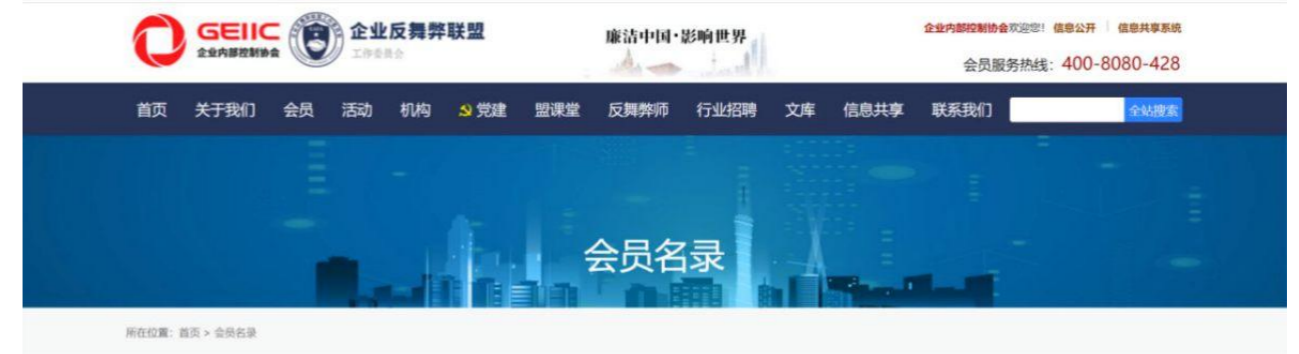 GEIIC
企业内部控制协会
企业反舞弊联盟
工作委员会
廉洁中国·影响世界
企业内部控制协会欢迎您! 信息公开 | 信息共享系统
会员服务热线: 400-8080-428
首页 关于我们 会员 活动 机构 党建 盟课堂 反舞弊师 行业招聘 文库 信息共享 联系我们 全站搜索
会员名录
所在位置: 首页 > 会员名录